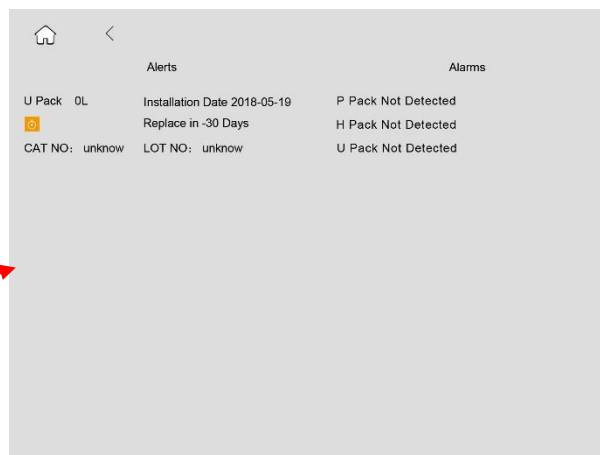 Alerts Alarms
U Pack 0L Installation Date 2018-05-19 P Pack Not Detected
Replace in -30 Days H Pack Not Detected
CAT NO： unknow LOT NO： unknow U Pack Not Detected